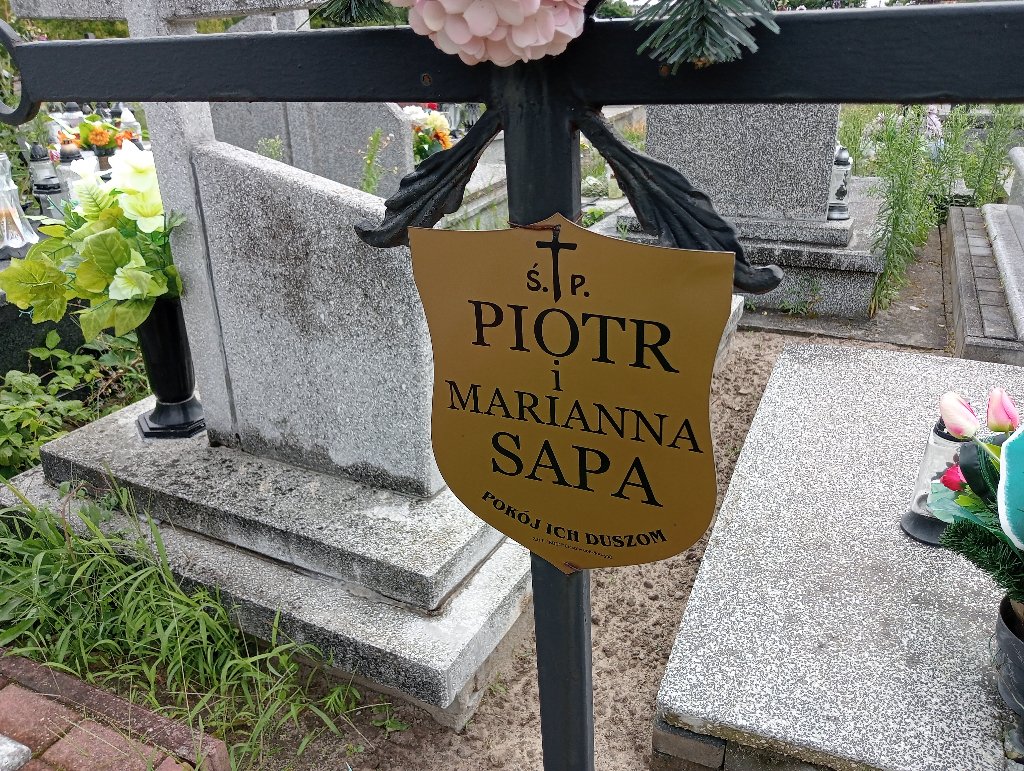 Ś. P.
PIOTR
i
MARIANNA
SAPA
POKÓJ ICH DUSZOM